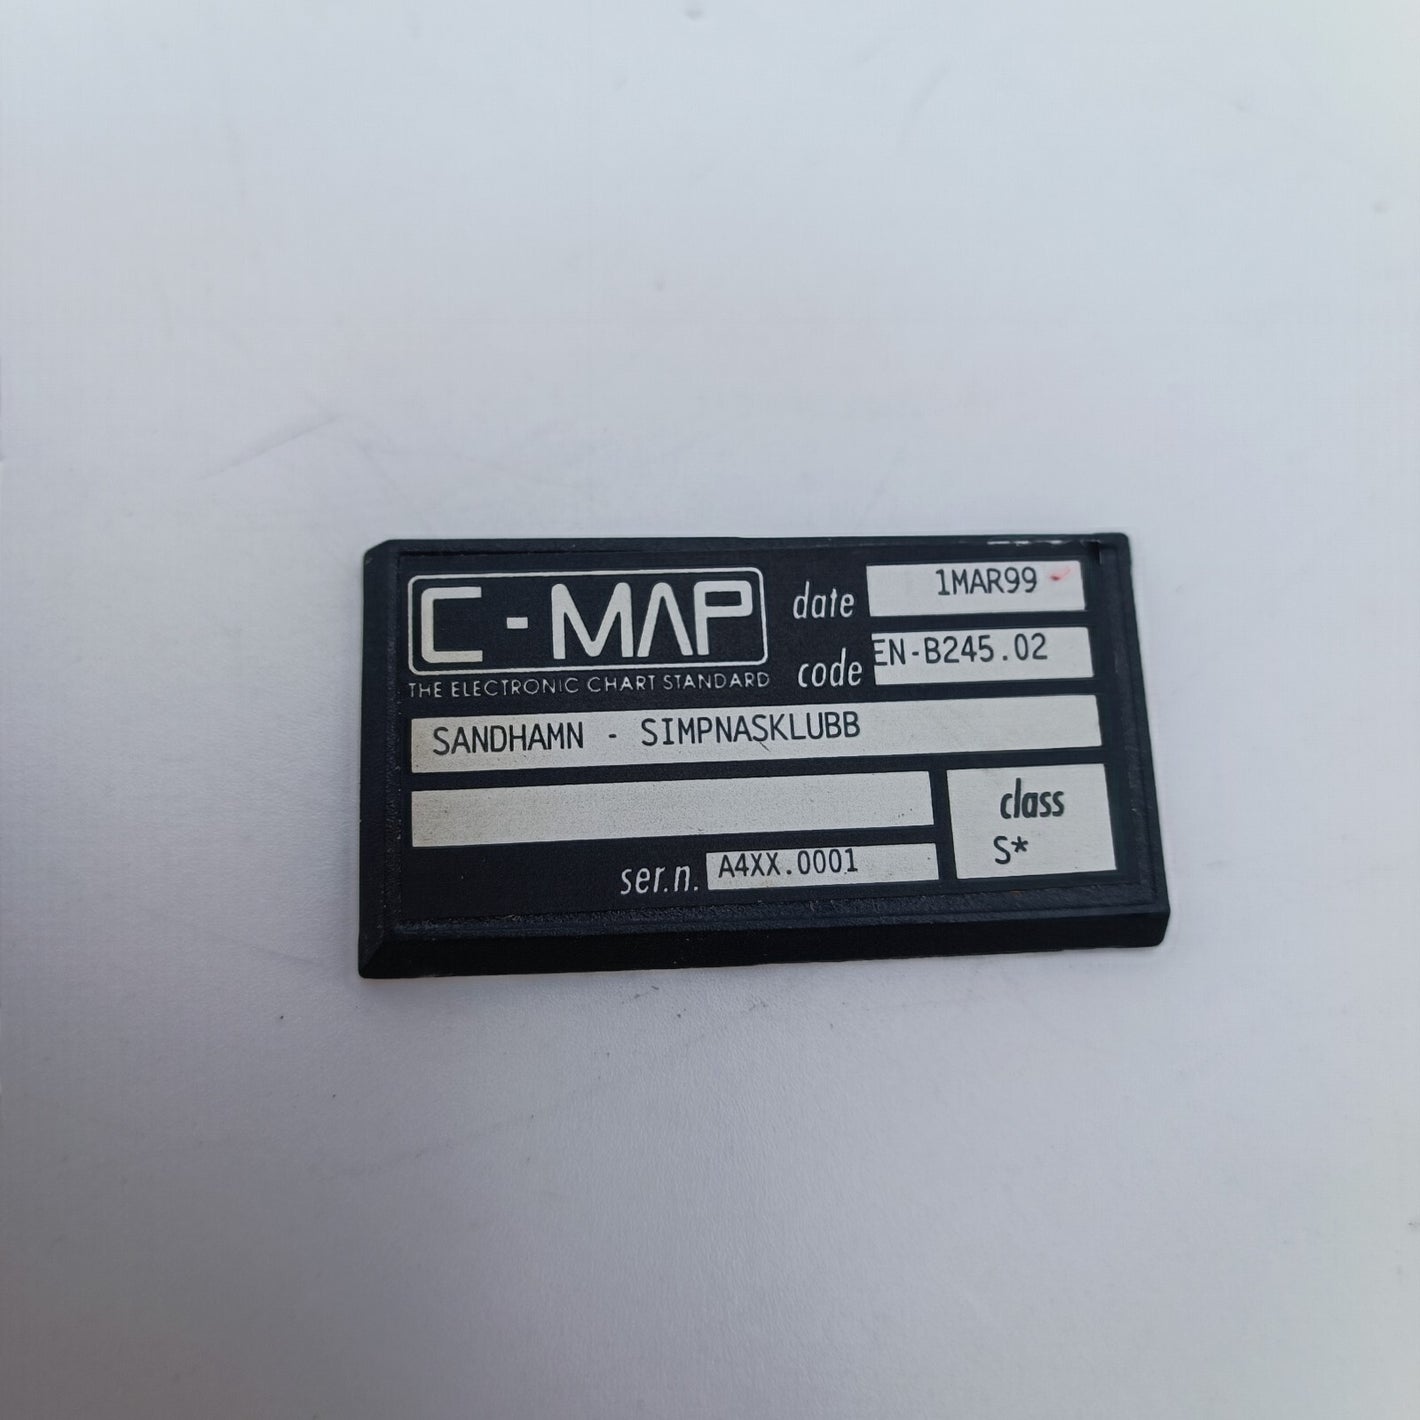 C-MAP
THE ELECTRONIC CHART STANDARD
date 1MAR99
code EN-B245.02
SANDHAMN - SIMPNASKLUBB
class
S*
ser.n. A4XX.0001